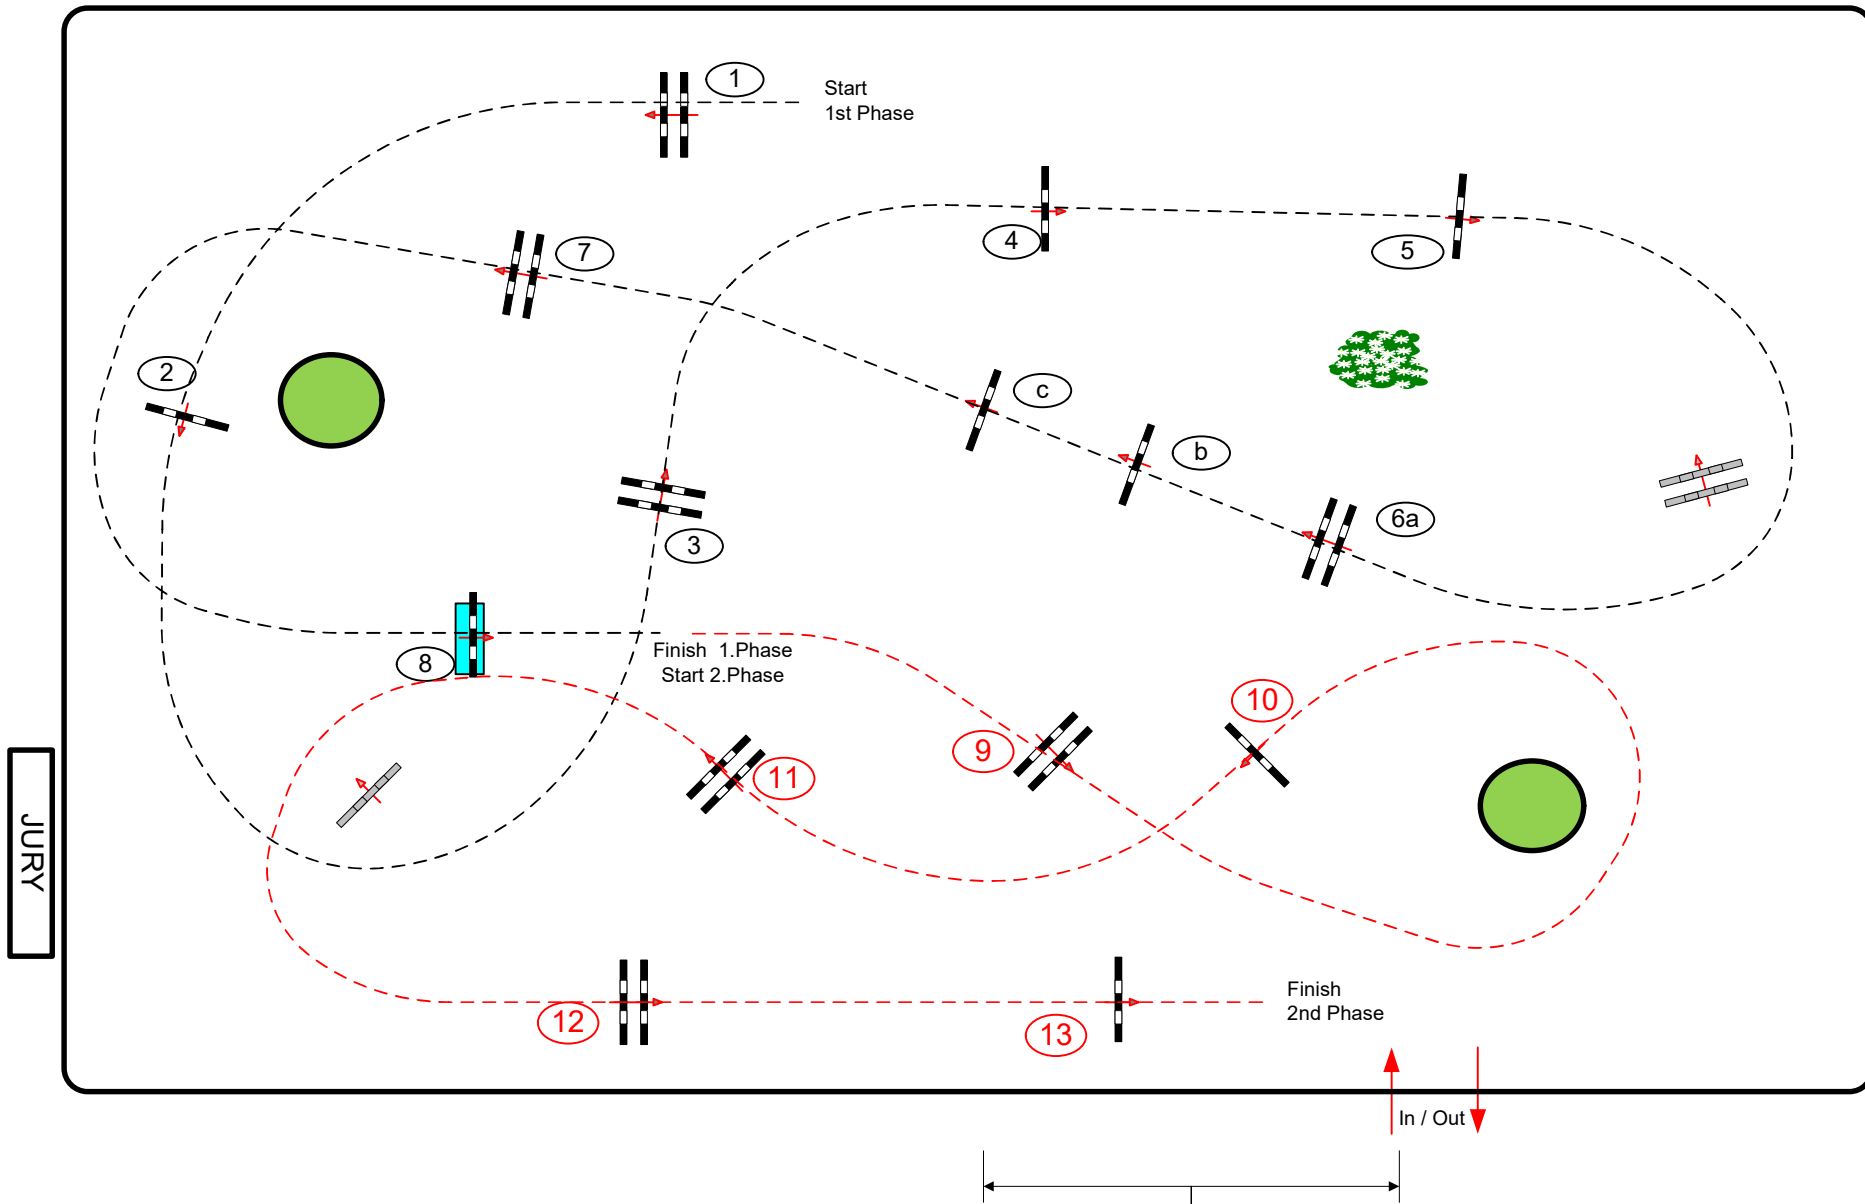 1
Start
1st Phase
4
5
7
2
c
b
6a
3
8
Finish 1.Phase
Start 2.Phase
10
9
11
JURY
12
13
Finish
2nd Phase
In / Out